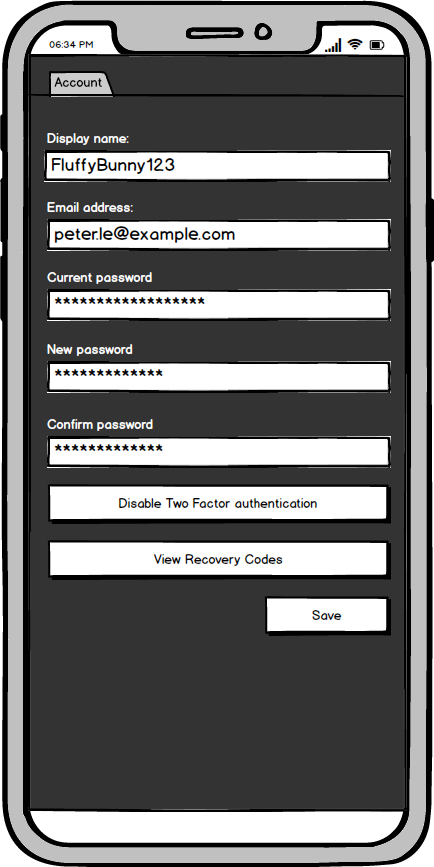 06:34 PM
Account
Display name:
FluffyBunny123
Email address:
peter.le@example.com
Current password
******************
New password
*************
Confirm password
*************
Disable Two Factor authentication
View Recovery Codes
Save